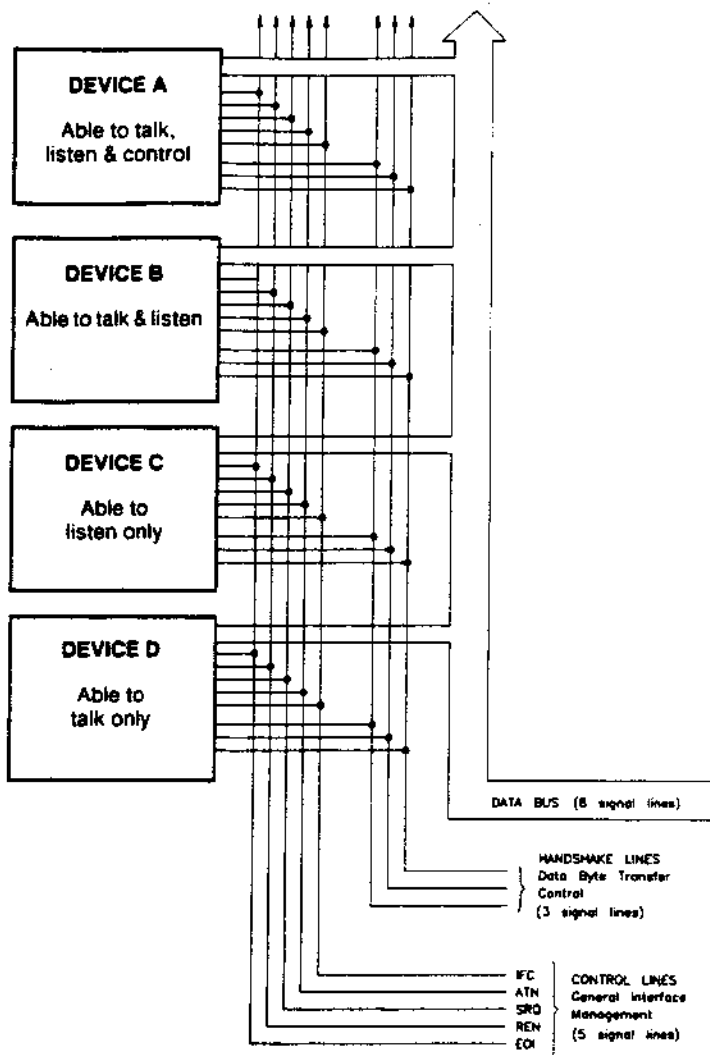 DEVICE A
Able to talk,
listen & control
DEVICE B
Able to talk & listen
DEVICE C
Able to
listen only
DEVICE D
Able to
talk only
DATA BUS (8 signal lines)
HANDSHAKE LINES
Data Byte Transfer
Control
(3 signal lines)
IFC
ATN
SRQ
REN
EOI
CONTROL LINES
General Interface
Management
(5 signal lines)